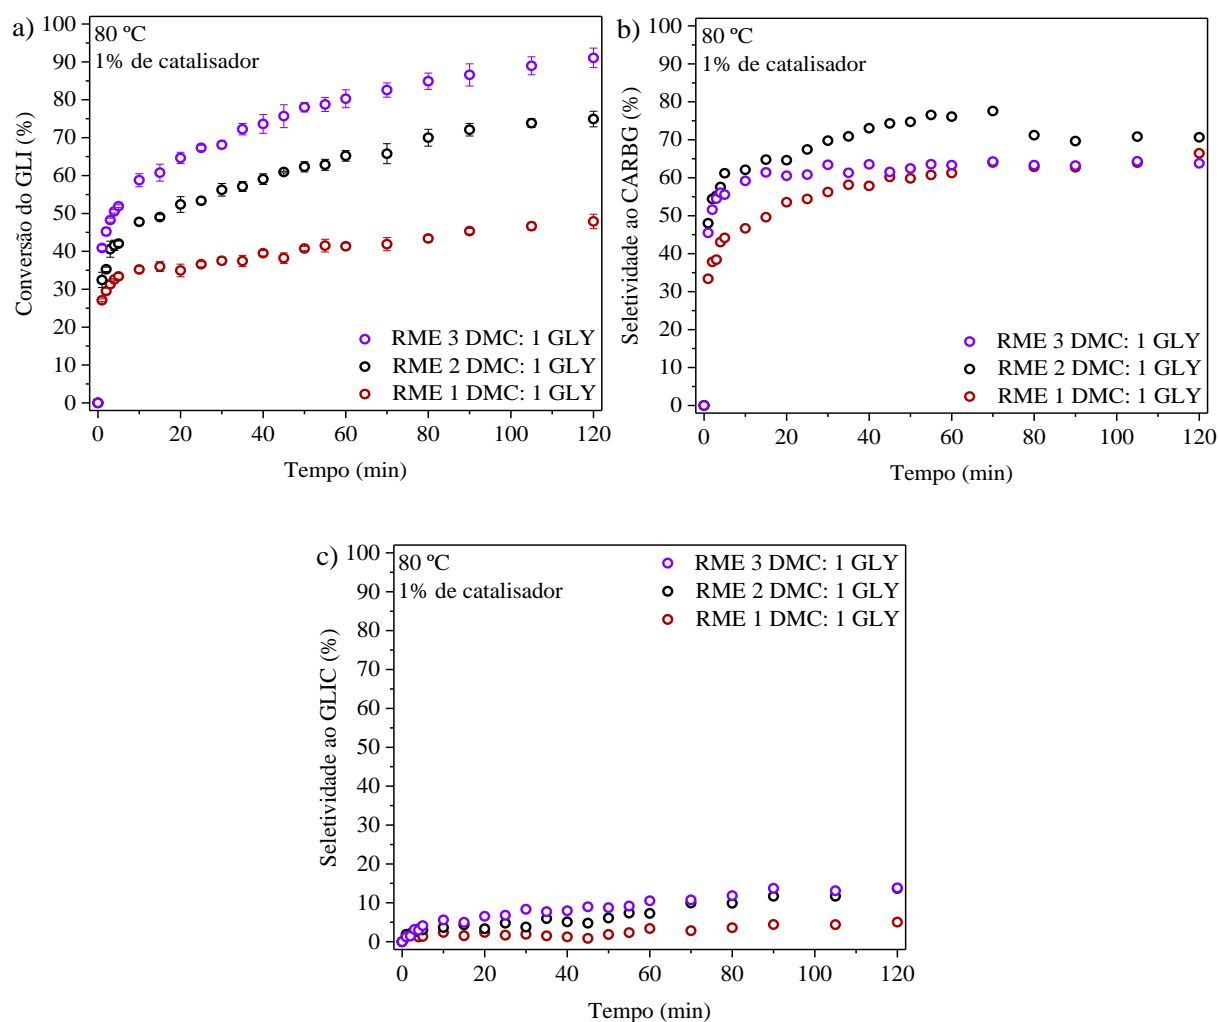 a)
80 ºC
1% de catalisador
Conversão do GLI (%)
100
90
80
70
60
50
40
30
20
10
0
RME 3 DMC: 1 GLY
RME 2 DMC: 1 GLY
RME 1 DMC: 1 GLY
0 20 40 60 80 100 120
Tempo (min)
b)
80 ºC
1% de catalisador
Seletividade ao CARBG (%)
100
90
80
70
60
50
40
30
20
10
0
RME 3 DMC: 1 GLY
RME 2 DMC: 1 GLY
RME 1 DMC: 1 GLY
0 20 40 60 80 100 120
Tempo (min)
c)
80 ºC
1% de catalisador
Seletividade ao GLIC (%)
100
90
80
70
60
50
40
30
20
10
0
RME 3 DMC: 1 GLY
RME 2 DMC: 1 GLY
RME 1 DMC: 1 GLY
0 20 40 60 80 100 120
Tempo (min)